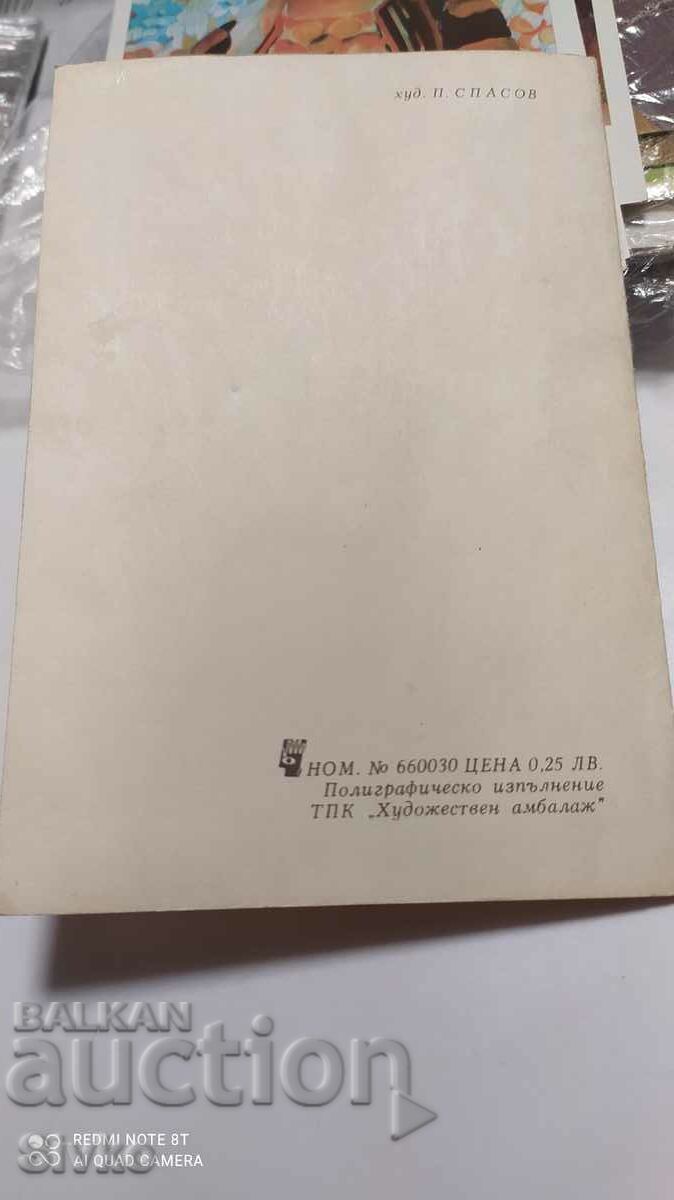 худ. П. СПАСОВ
НОМ. № 660030 ЦЕНА 0,25 ЛВ.
Полиграфическо изпълнение
ТПК „Художествен амбалаж"
BALKAN
auction
Sivko
REDMI NOTE 8T
AI QUAD CAMERA